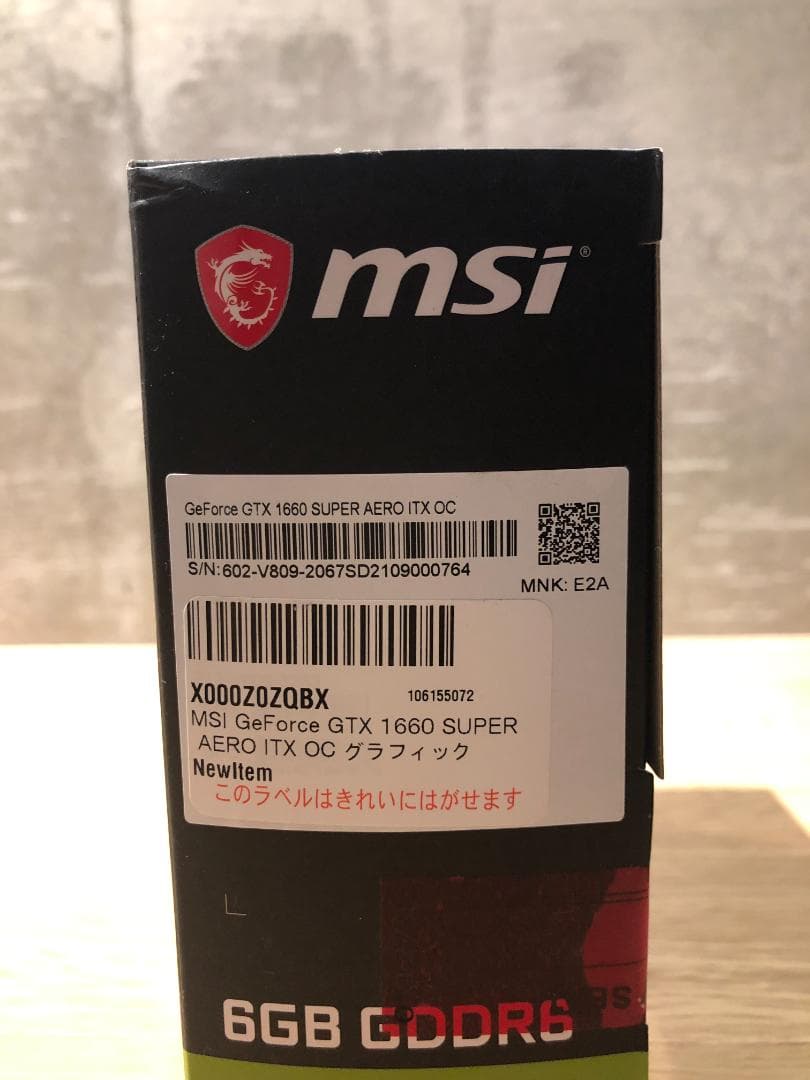 msi®
GeForce GTX 1660 SUPER AERO ITX OC
S/N:602-V809-2067SD2109000764
MNK: E2A
X000Z0ZQBX 106155072
MSI GeForce GTX 1660 SUPER
AERO ITX OC グラフィック
NewItem
このラベルはきれいにはがせます
6GB GDDR6